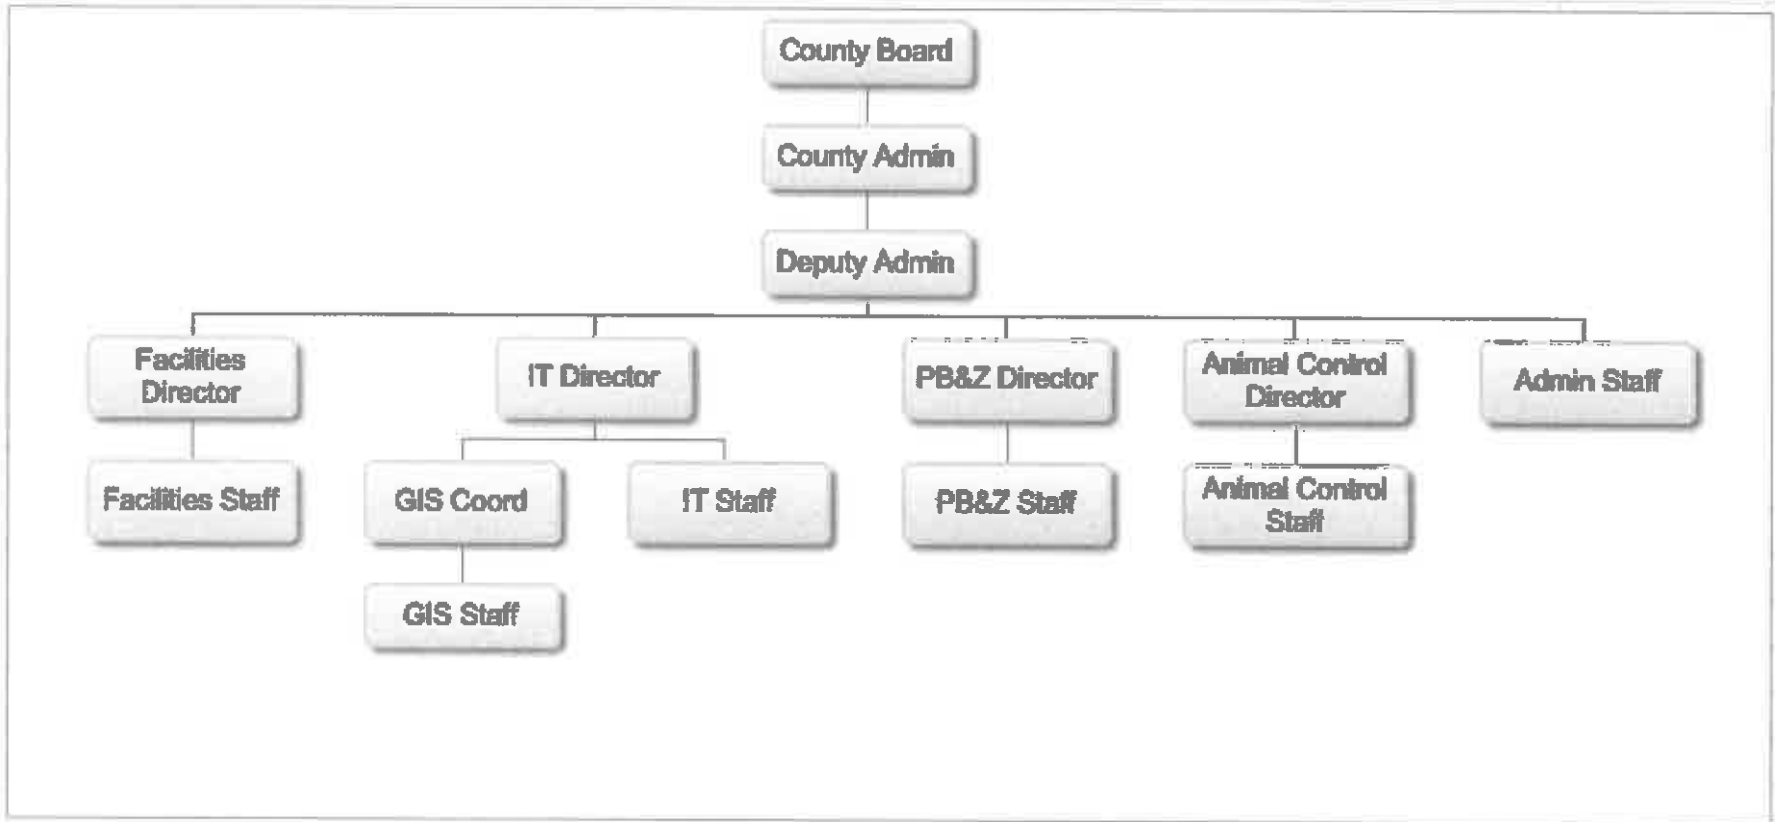 County Board
County Admin
Deputy Admin
Facilities
Director
IT Director
PB&Z Director
Animal Control
Director
Admin Staff
Facilities Staff
GIS Coord
IT Staff
PB&Z Staff
Animal Control
Staff
GIS Staff